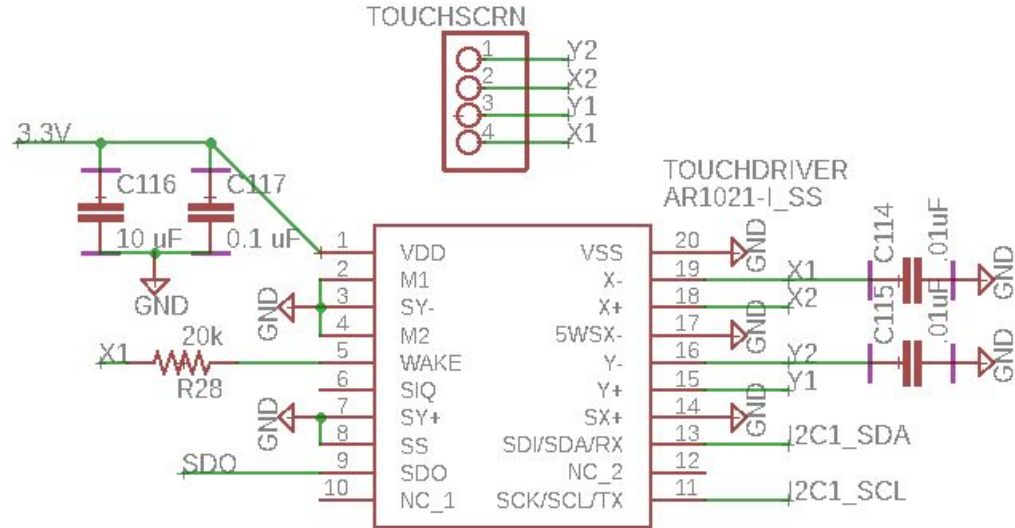 TOUCHSCRN
1 Y2
2 X2
3 Y1
4 X1
3.3V
C116
C117
10 uF
0.1 uF
GND
TOUCHDRIVER
AR1021-I_SS
1 VDD
2 M1
3 SY-
4 M2
5 WAKE
6 SIQ
7 SY+
8 SS
9 SDO
10 NC_1
GND
X1
20k
R28
GND
SDO
VSS 20
X- 19
X+ 18
5WSX- 17
Y- 16
Y+ 15
SX+ 14
SDI/SDA/RX 13
NC_2 12
SCK/SCL/TX 11
GND
X1
X2
GND
Y2
Y1
GND
I2C1_SDA
I2C1_SCL
C114
.01uF
GND
C115
.01uF
GND